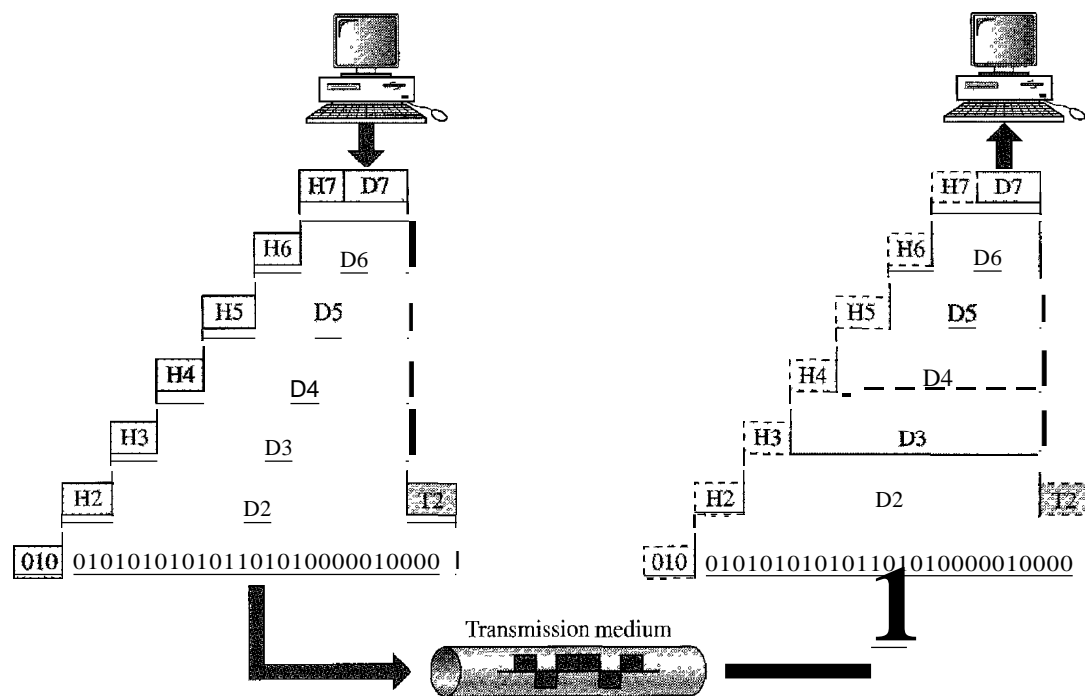 H7 D7 H7 D7
H6 D6 H6 D6
H5 D5 H5 D5
H4 D4 H4 D4
H3 D3 H3 D3
H2 D2 T2 H2 D2 T2
010 010101010101101010000010000 010 010101010101101010000010000
1
Transmission medium